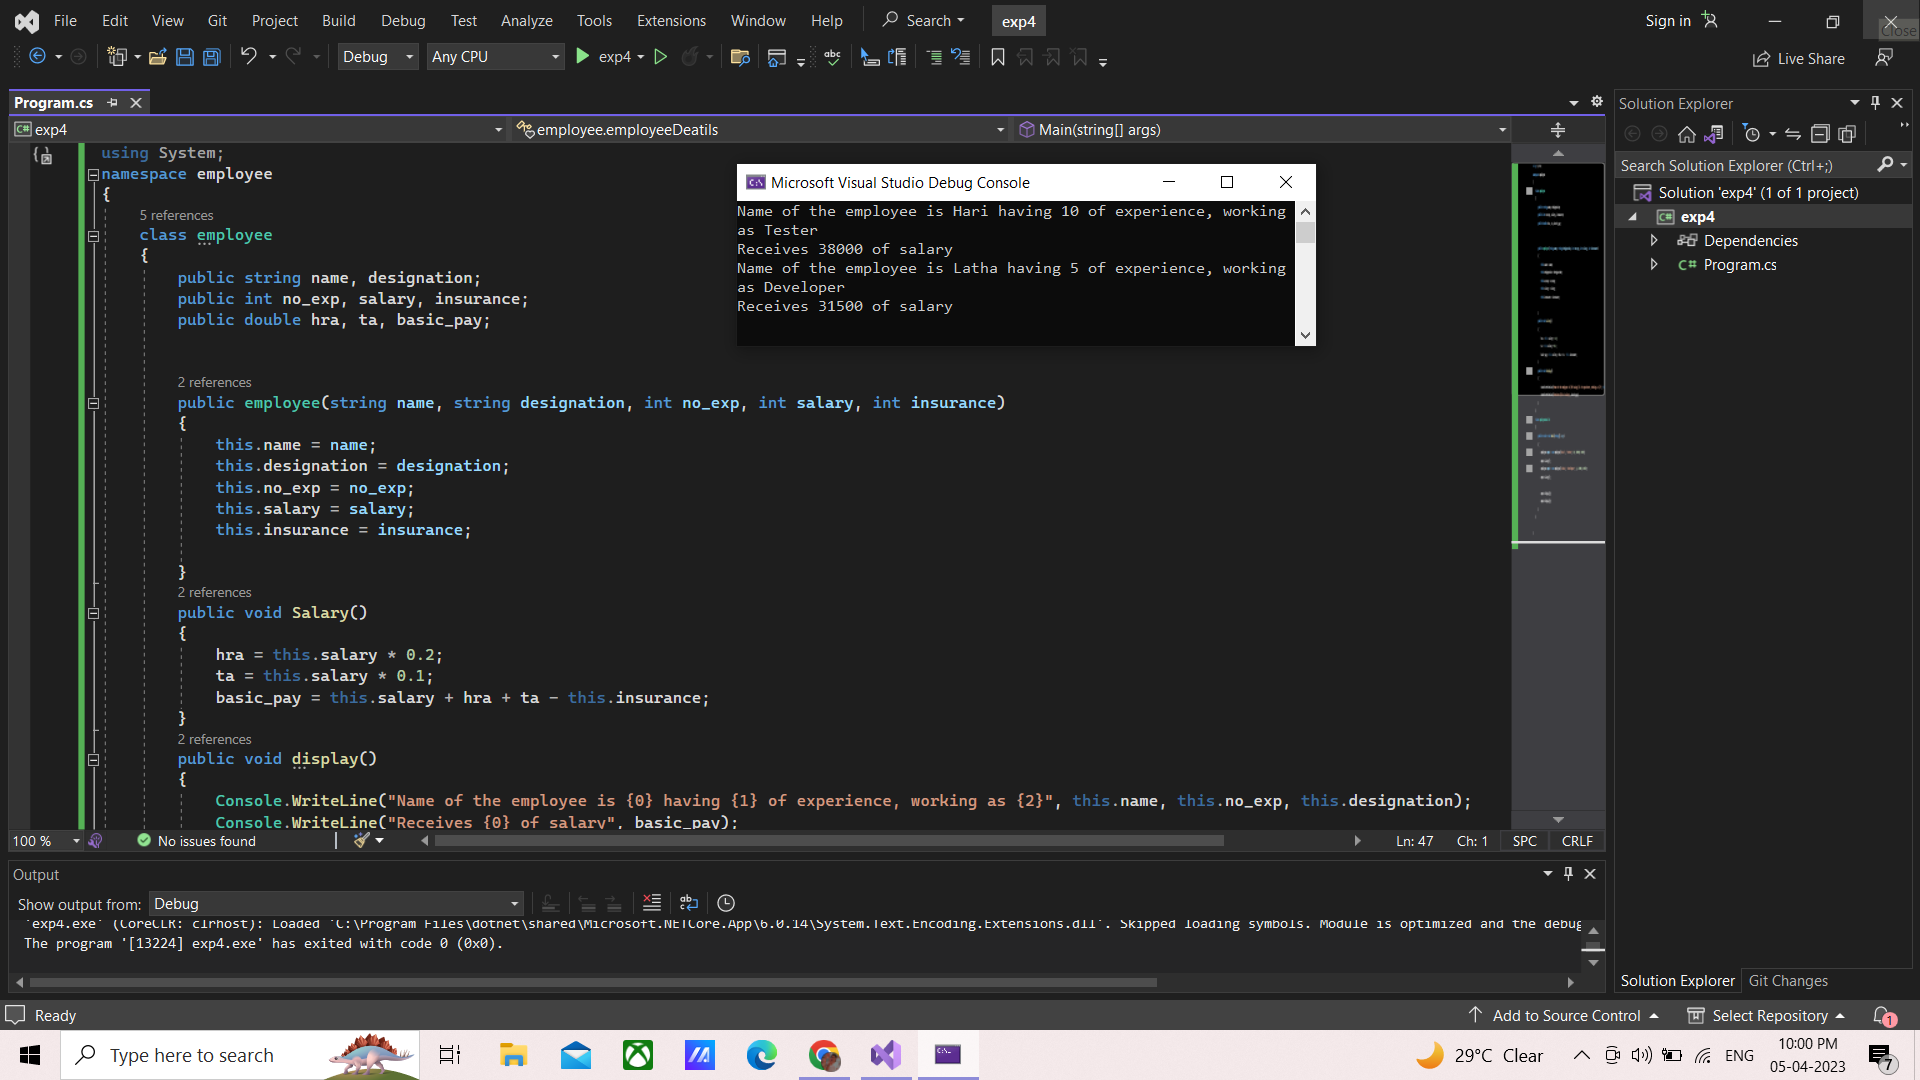 File Edit View Git Project Build Debug Test Analyze Tools Extensions Window Help Search exp4 Sign in
Close
Debug Any CPU exp4 Live Share
Program.cs
exp4 employee.employeeDeatils Main(string[] args)
using System;
namespace employee
{
5 references
class employee
{
public string name, designation;
public int no_exp, salary, insurance;
public double hra, ta, basic_pay;
2 references
public employee(string name, string designation, int no_exp, int salary, int insurance)
{
this.name = name;
this.designation = designation;
this.no_exp = no_exp;
this.salary = salary;
this.insurance = insurance;
}
2 references
public void Salary()
{
hra = this.salary * 0.2;
ta = this.salary * 0.1;
basic_pay = this.salary + hra + ta - this.insurance;
}
2 references
public void display()
{
Console.WriteLine("Name of the employee is {0} having {1} of experience, working as {2}", this.name, this.no_exp, this.designation);
Console.WriteLine("Receives {0} of salary", basic_pay);
Microsoft Visual Studio Debug Console
Name of the employee is Hari having 10 of experience, working
as Tester
Receives 38000 of salary
Name of the employee is Latha having 5 of experience, working
as Developer
Receives 31500 of salary
100 % No issues found Ln: 47 Ch: 1 SPC CRLF
Output
Show output from: Debug
'exp4.exe' (CoreCLR: clrhost): Loaded 'C:\Program Files\dotnet\shared\Microsoft.NETCore.App\6.0.14\System.Text.Encoding.Extensions.dll'. Skipped loading symbols. Module is optimized and the debug
The program '[13224] exp4.exe' has exited with code 0 (0x0).
Solution Explorer
Search Solution Explorer (Ctrl+;)
Solution 'exp4' (1 of 1 project)
C# exp4
Dependencies
C# Program.cs
Solution Explorer Git Changes
Ready Add to Source Control Select Repository 1
Type here to search 29°C Clear ENG 10:00 PM
05-04-2023 7